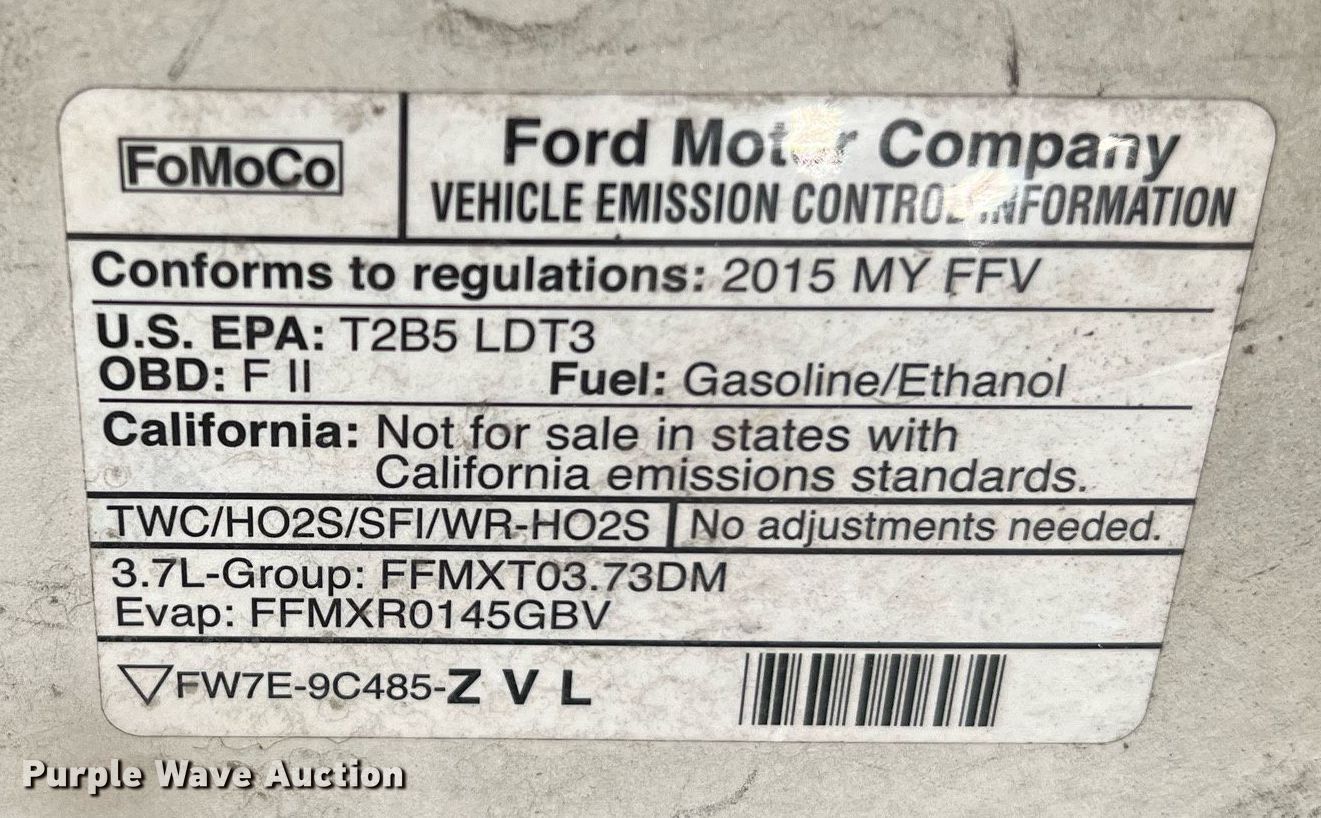 FoMoCo
Ford Motor Company
VEHICLE EMISSION CONTROL INFORMATION
Conforms to regulations: 2015 MY FFV
U.S. EPA: T2B5 LDT3
OBD: F II Fuel: Gasoline/Ethanol
California: Not for sale in states with
California emissions standards.
TWC/HO2S/SFI/WR-HO2S No adjustments needed.
3.7L-Group: FFMXT03.73DM
Evap: FFMXR0145GBV
FW7E-9C485-Z V L
Purple Wave Auction